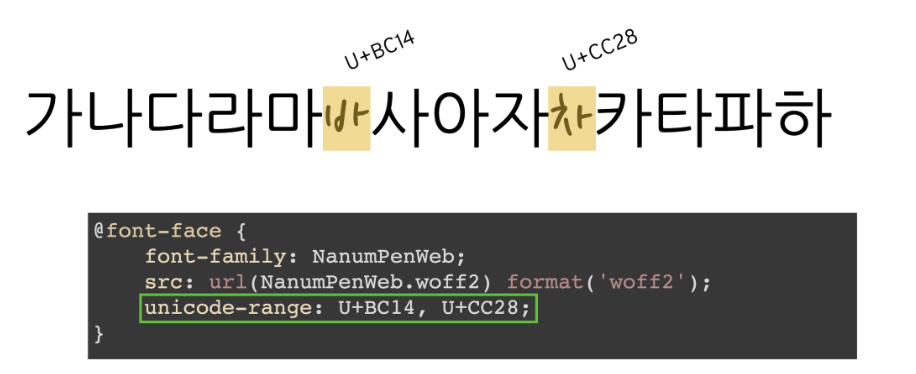 U+BC14 U+CC28
가나다라마바사아자차카타파하
@font-face {
    font-family: NanumPenWeb;
    src: url(NanumPenWeb.woff2) format('woff2');
    unicode-range: U+BC14, U+CC28;
}